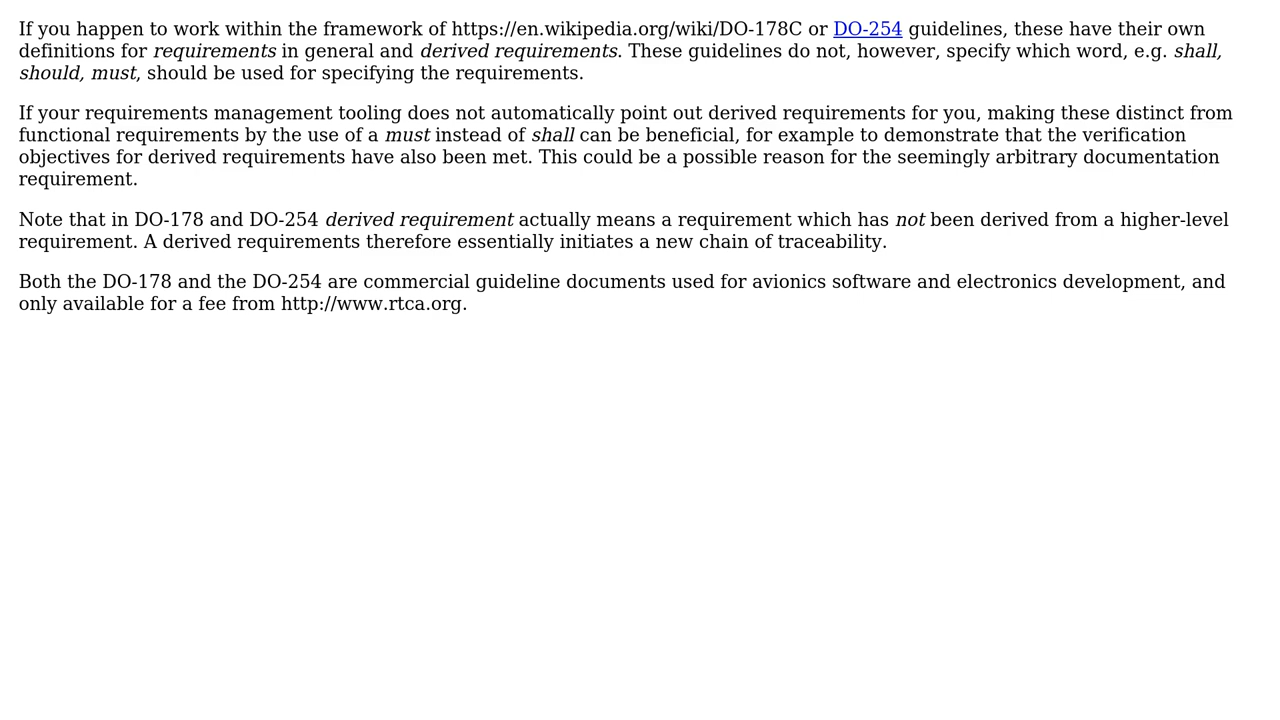 If you happen to work within the framework of https://en.wikipedia.org/wiki/DO-178C or DO-254 guidelines, these have their own
definitions for requirements in general and derived requirements. These guidelines do not, however, specify which word, e.g. shall,
should, must, should be used for specifying the requirements.
If your requirements management tooling does not automatically point out derived requirements for you, making these distinct from
functional requirements by the use of a must instead of shall can be beneficial, for example to demonstrate that the verification
objectives for derived requirements have also been met. This could be a possible reason for the seemingly arbitrary documentation
requirement.
Note that in DO-178 and DO-254 derived requirement actually means a requirement which has not been derived from a higher-level
requirement. A derived requirements therefore essentially initiates a new chain of traceability.
Both the DO-178 and the DO-254 are commercial guideline documents used for avionics software and electronics development, and
only available for a fee from http://www.rtca.org.